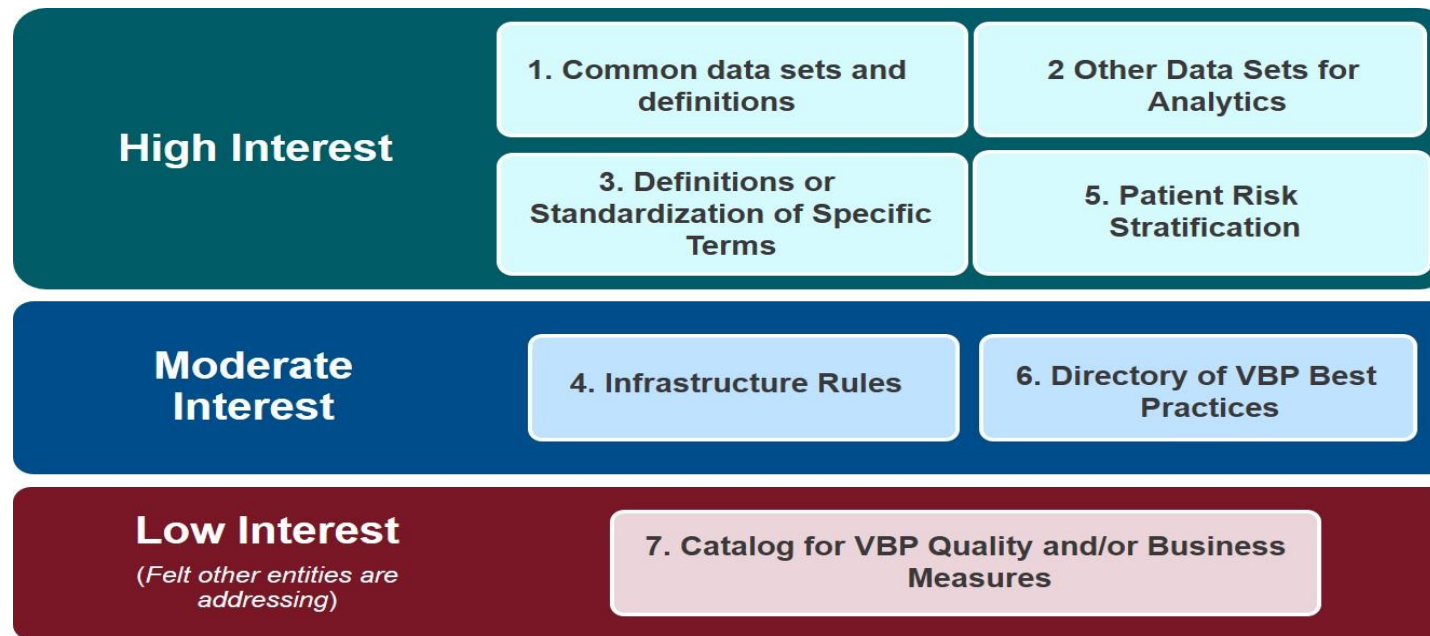 High Interest
1. Common data sets and
definitions
2 Other Data Sets for
Analytics
3. Definitions or
Standardization of Specific
Terms
5. Patient Risk
Stratification
Moderate
Interest
4. Infrastructure Rules
6. Directory of VBP Best
Practices
Low Interest
(Felt other entities are
addressing)
7. Catalog for VBP Quality and/or Business
Measures